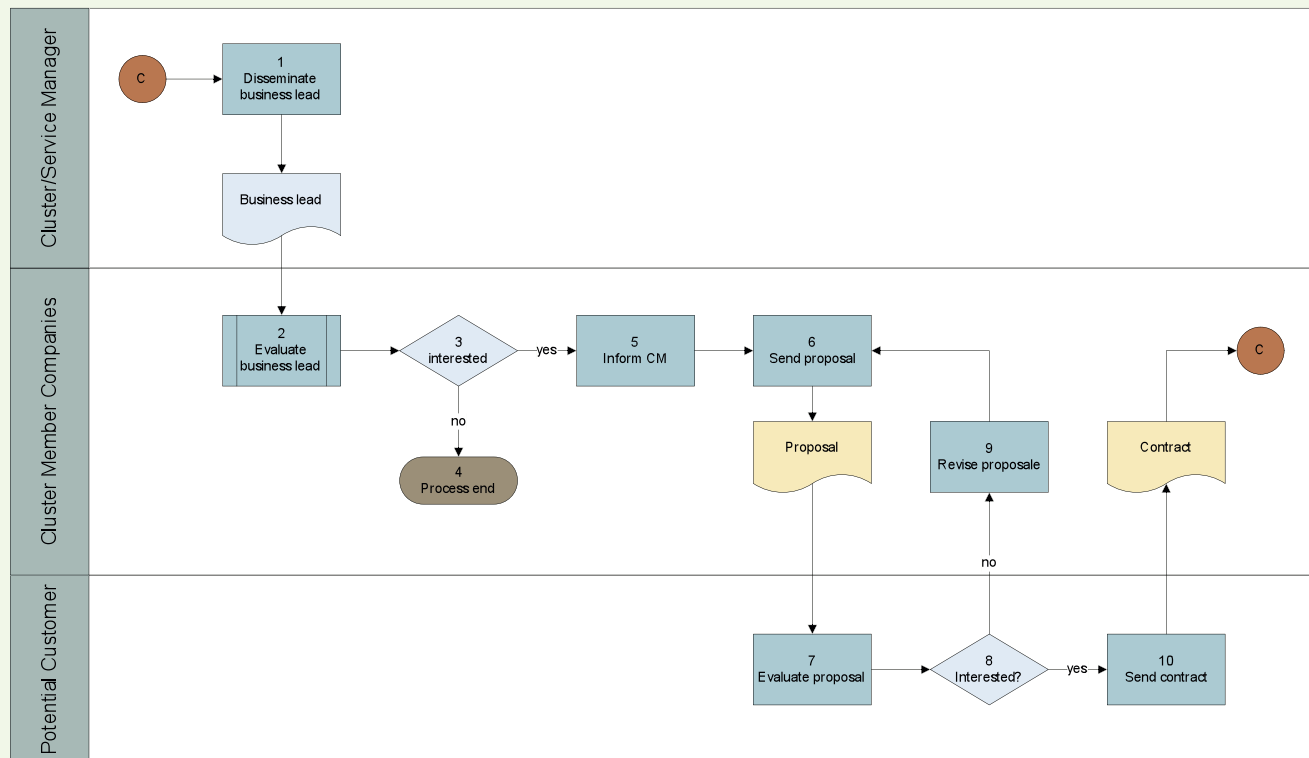 Cluster/Service Manager
C
1
Disseminate
business lead
Business lead
Cluster Member Companies
2
Evaluate
business lead
3
interested
yes
no
4
Process end
5
Inform CM
6
Send proposal
Proposal
9
Revise proposale
no
Contract
C
Potential Customer
7
Evaluate proposal
8
Interested?
yes
10
Send contract